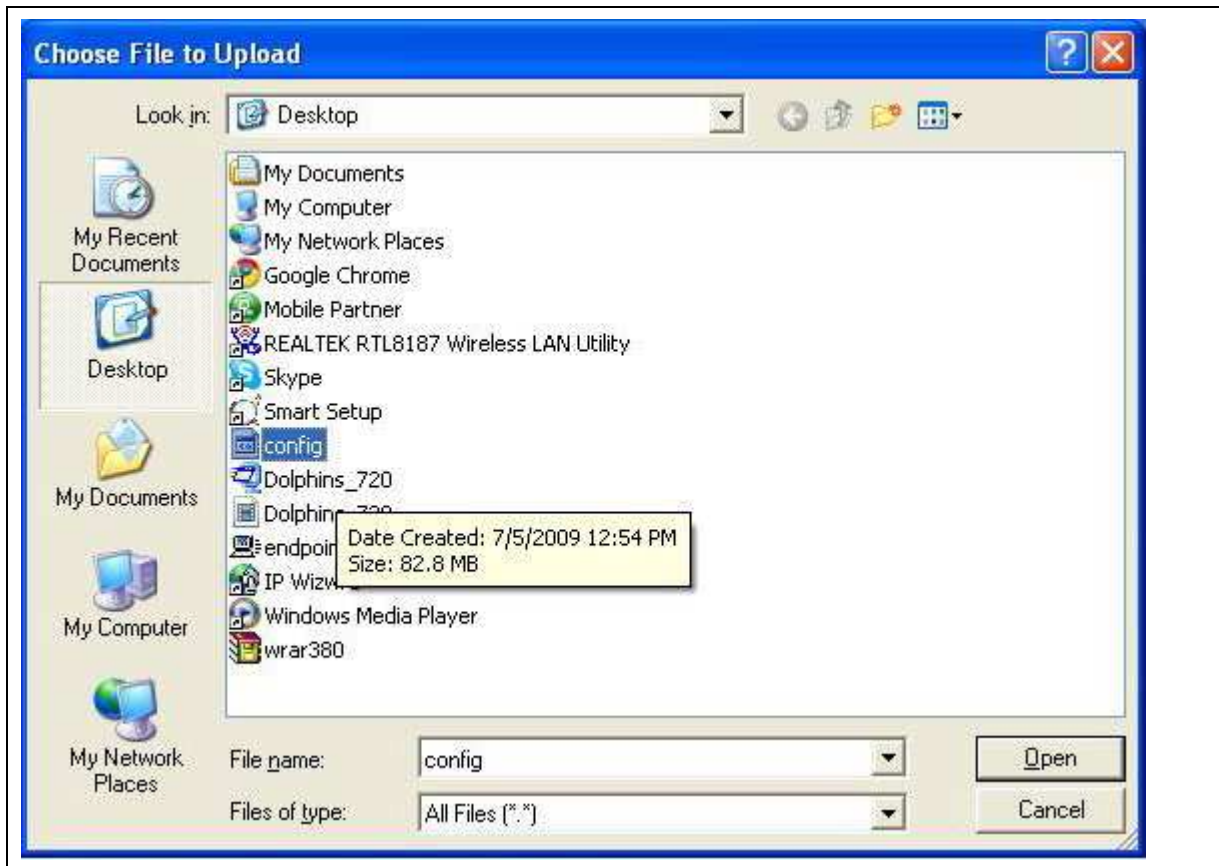 Choose File to Upload
Look in:
Desktop
My Recent
Documents
Desktop
My Documents
My Computer
My Network
Places
My Documents
My Computer
My Network Places
Google Chrome
Mobile Partner
REALTEK RTL8187 Wireless LAN Utility
Skype
Smart Setup
config
Dolphins_720
Date Created: 7/5/2009 12:54 PM
Size: 82.8 MB
IP
Windows Media Player
wrar380
File name:
config
Open
Files of type:
All Files (*.*)
Cancel